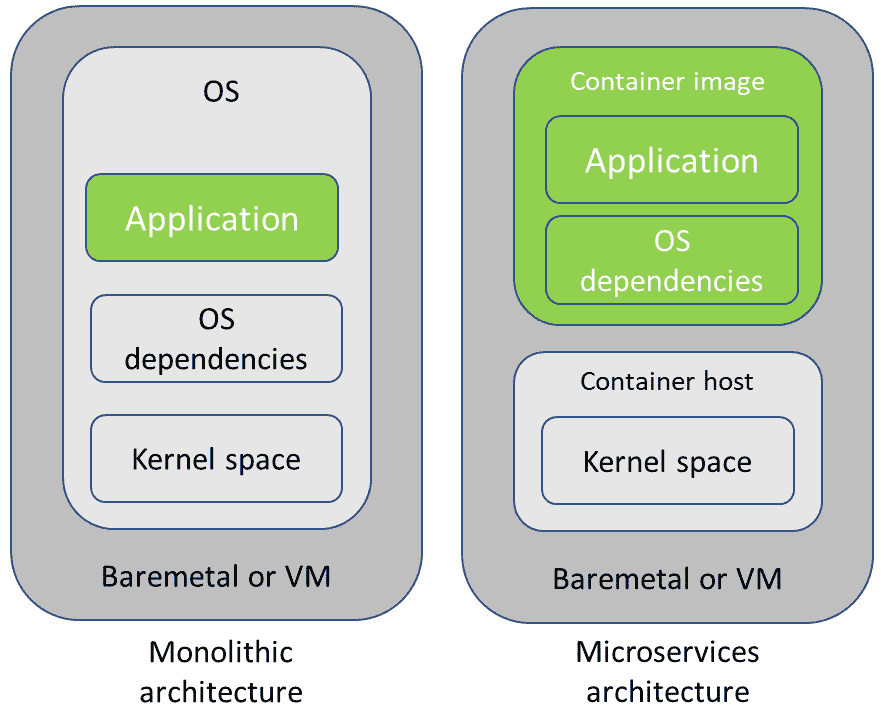 OS
Application
OS
dependencies
Kernel space
Baremetal or VM
Monolithic
architecture
Container image
Application
OS
dependencies
Container host
Kernel space
Baremetal or VM
Microservices
architecture